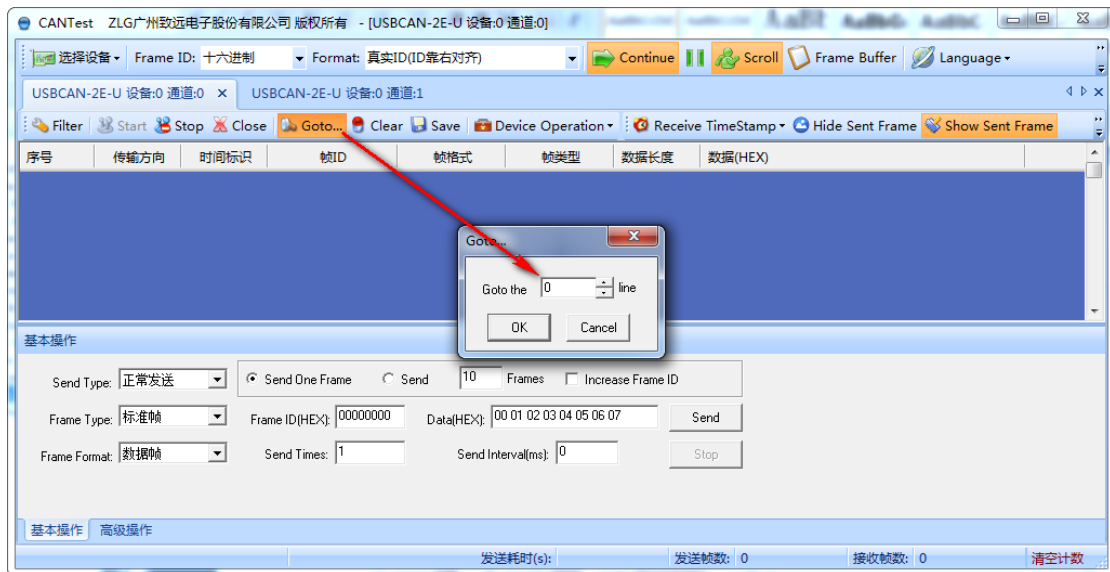 CANTest ZLG广州致远电子股份有限公司 版权所有 - [USBCAN-2E-U 设备:0 通道:0]
选择设备 Frame ID: 十六进制 Format: 真实ID(ID靠右对齐) Continue Scroll Frame Buffer Language
USBCAN-2E-U 设备:0 通道:0 × USBCAN-2E-U 设备:0 通道:1
Filter Start Stop Close Goto... Clear Save Device Operation Receive TimeStamp Hide Sent Frame Show Sent Frame
序号 传输方向 时间标识 帧ID 帧格式 帧类型 数据长度 数据(HEX)
Goto...
Goto the 0 line
OK Cancel
基本操作
Send Type: 正常发送 Send One Frame Send 10 Frames Increase Frame ID
Frame Type: 标准帧 Frame ID(HEX): 00000000 Data(HEX): 00 01 02 03 04 05 06 07 Send
Frame Format: 数据帧 Send Times: 1 Send Interval(ms): 0 Stop
基本操作 高级操作
发送耗时(s): 发送帧数: 0 接收帧数: 0 清空计数